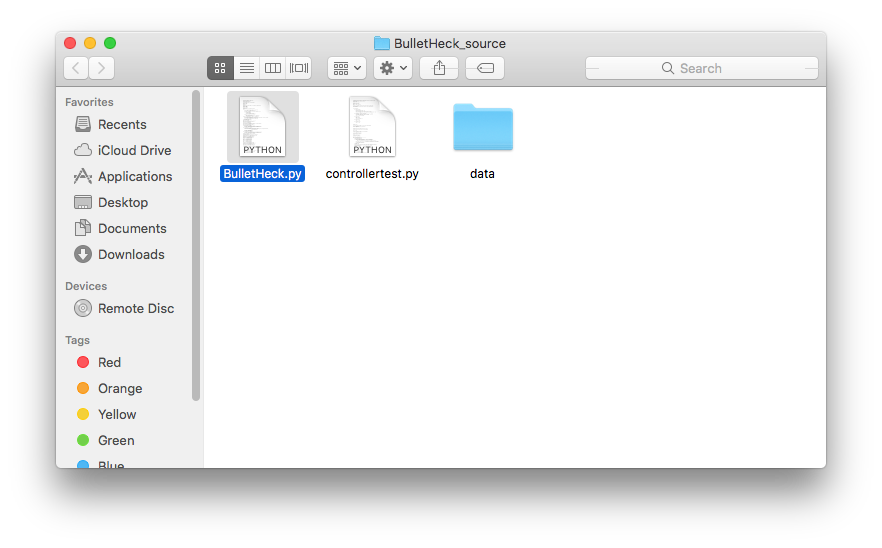 BulletHeck_source
Search
Favorites
Recents
iCloud Drive
Applications
Desktop
Documents
Downloads
Devices
Remote Disc
Tags
Red
Orange
Yellow
Green
Blue
PYTHON
BulletHeck.py
PYTHON
controllertest.py
data